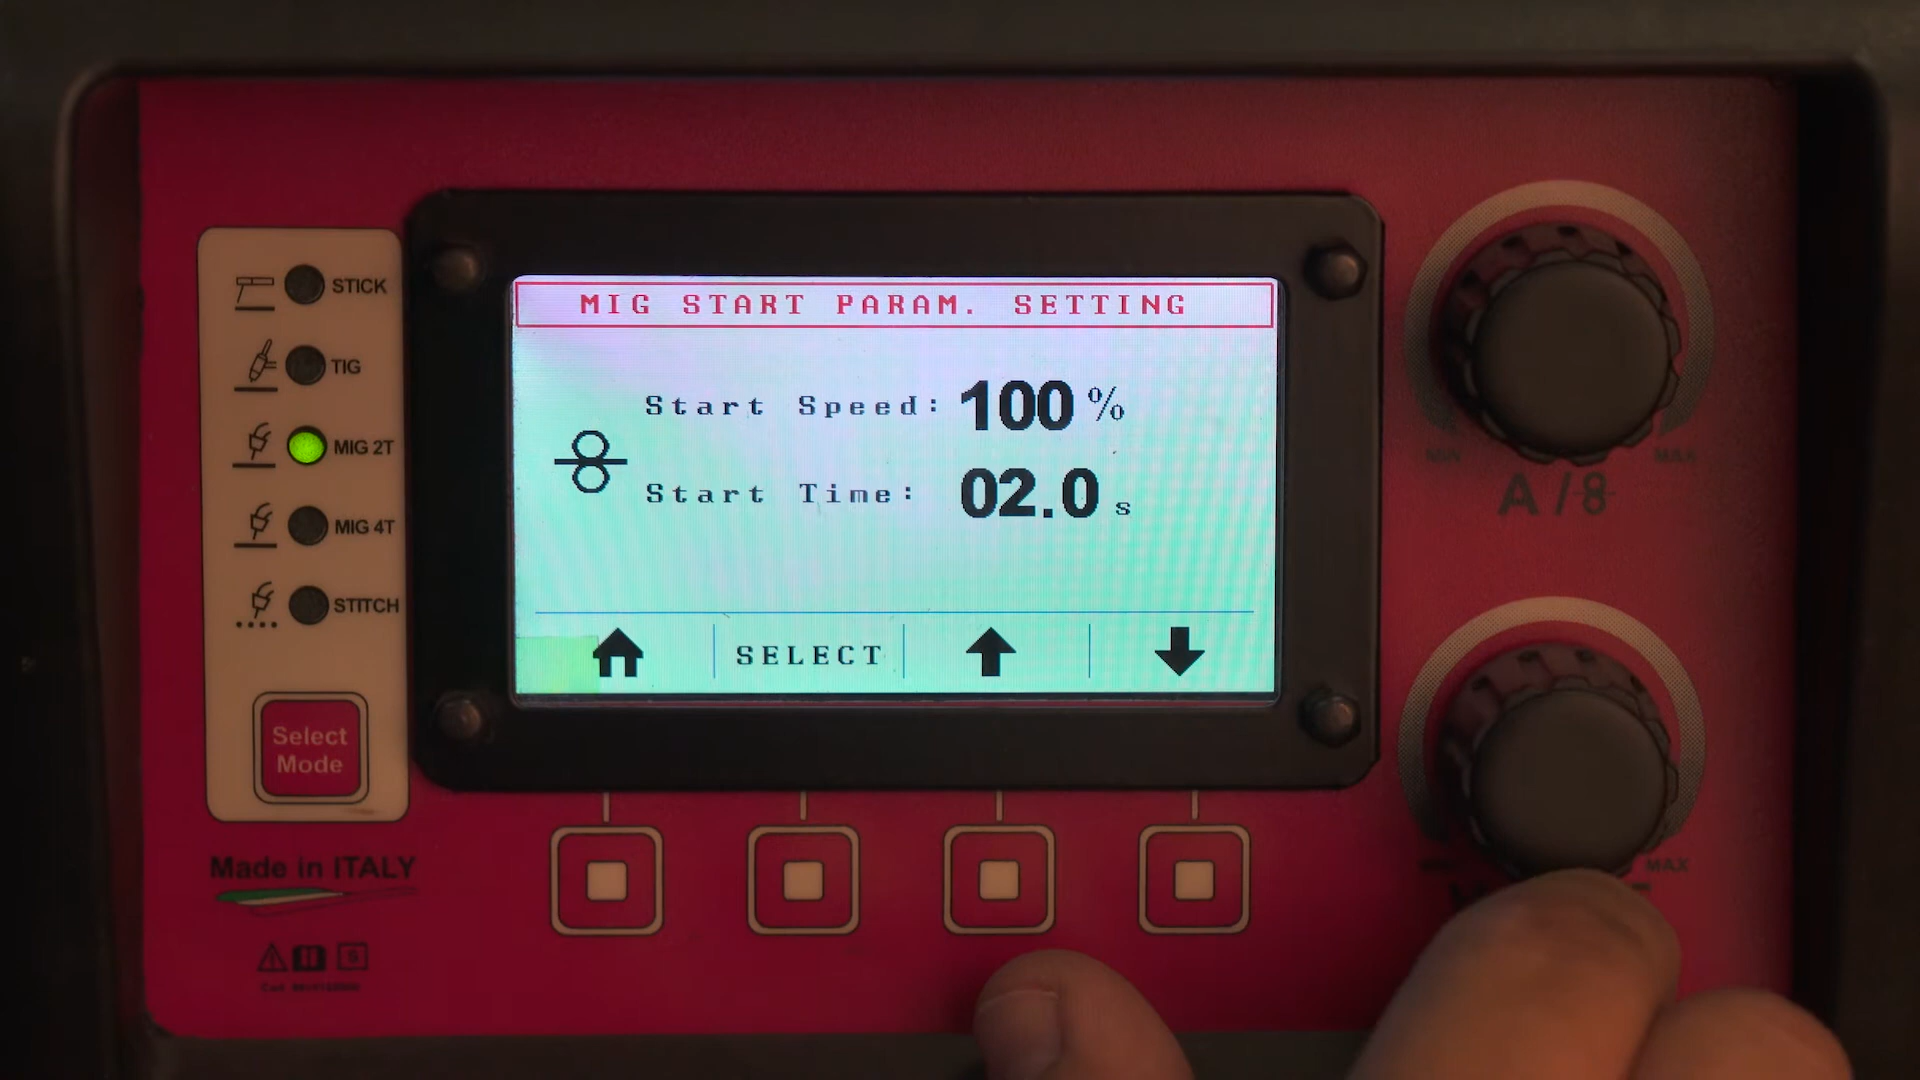 STICK
TIG
MIG 2T
MIG 4T
STITCH
Select
Mode
Made in ITALY
MIG START PARAM. SETTING
Start Speed: 100 %
Start Time: 02.0 s
SELECT
MIN MAX
A / 8
MAX